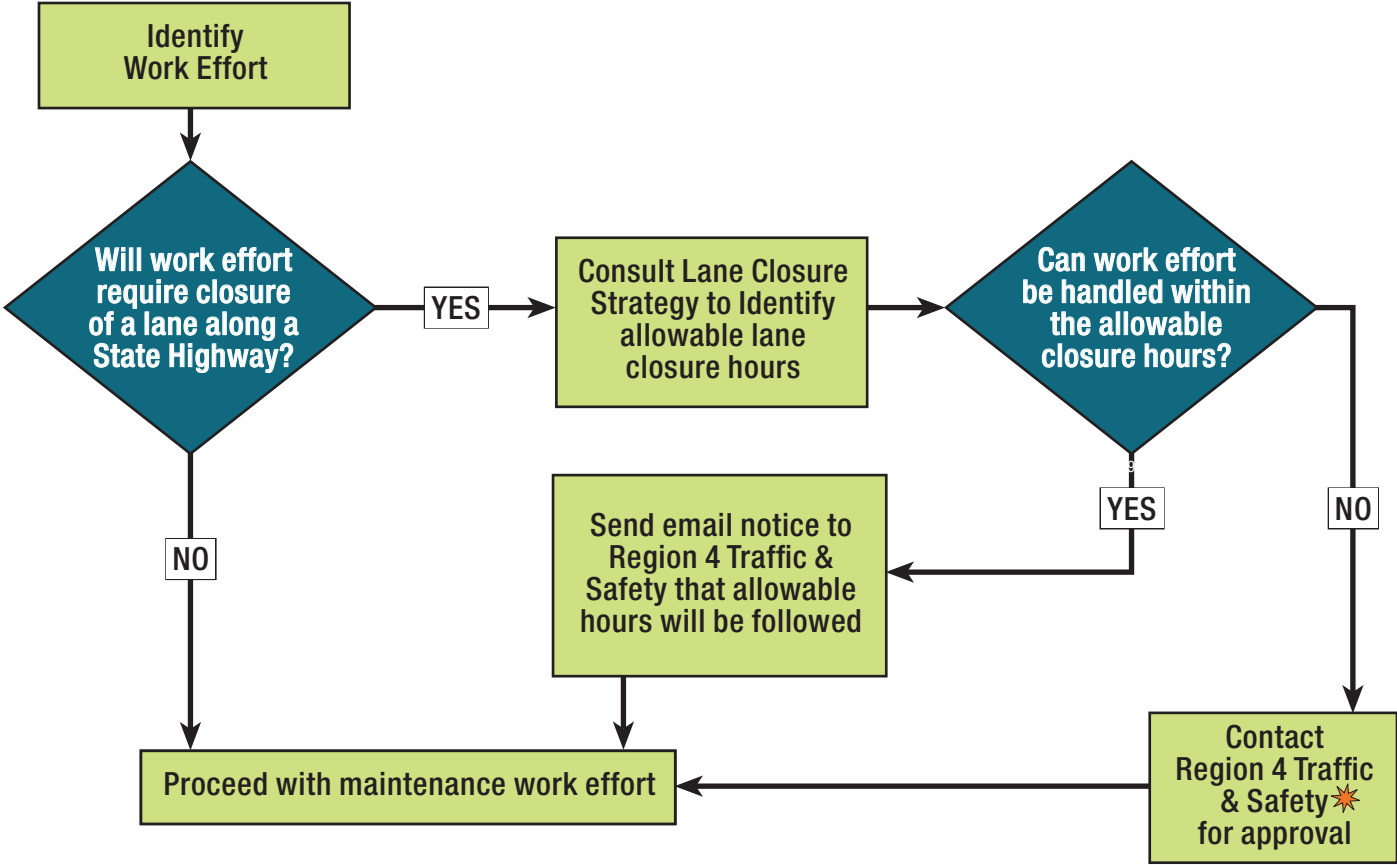 Identify
Work Effort
Will work effort
require closure
of a lane along a
State Highway?
YES
Consult Lane Closure
Strategy to Identify
allowable lane
closure hours
Can work effort
be handled within
the allowable
closure hours?
9
YES
NO
NO
Send email notice to
Region 4 Traffic &
Safety that allowable
hours will be followed
Proceed with maintenance work effort
Contact
Region 4 Traffic
& Safety
for approval